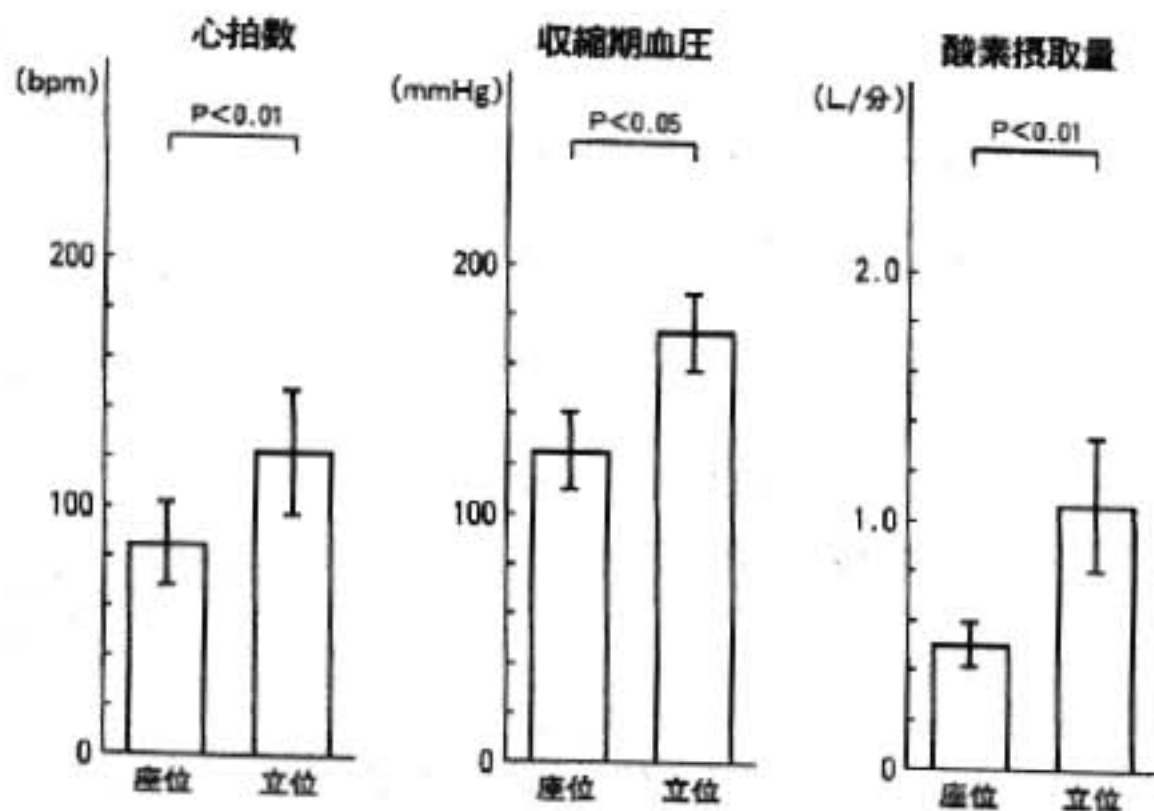 心拍数
(bpm)
P<0.01
200
100
0
座位 立位
収縮期血圧
(mmHg)
P<0.05
200
100
0
座位 立位
酸素摂取量
(L/分)
P<0.01
2.0
1.0
0
座位 立位